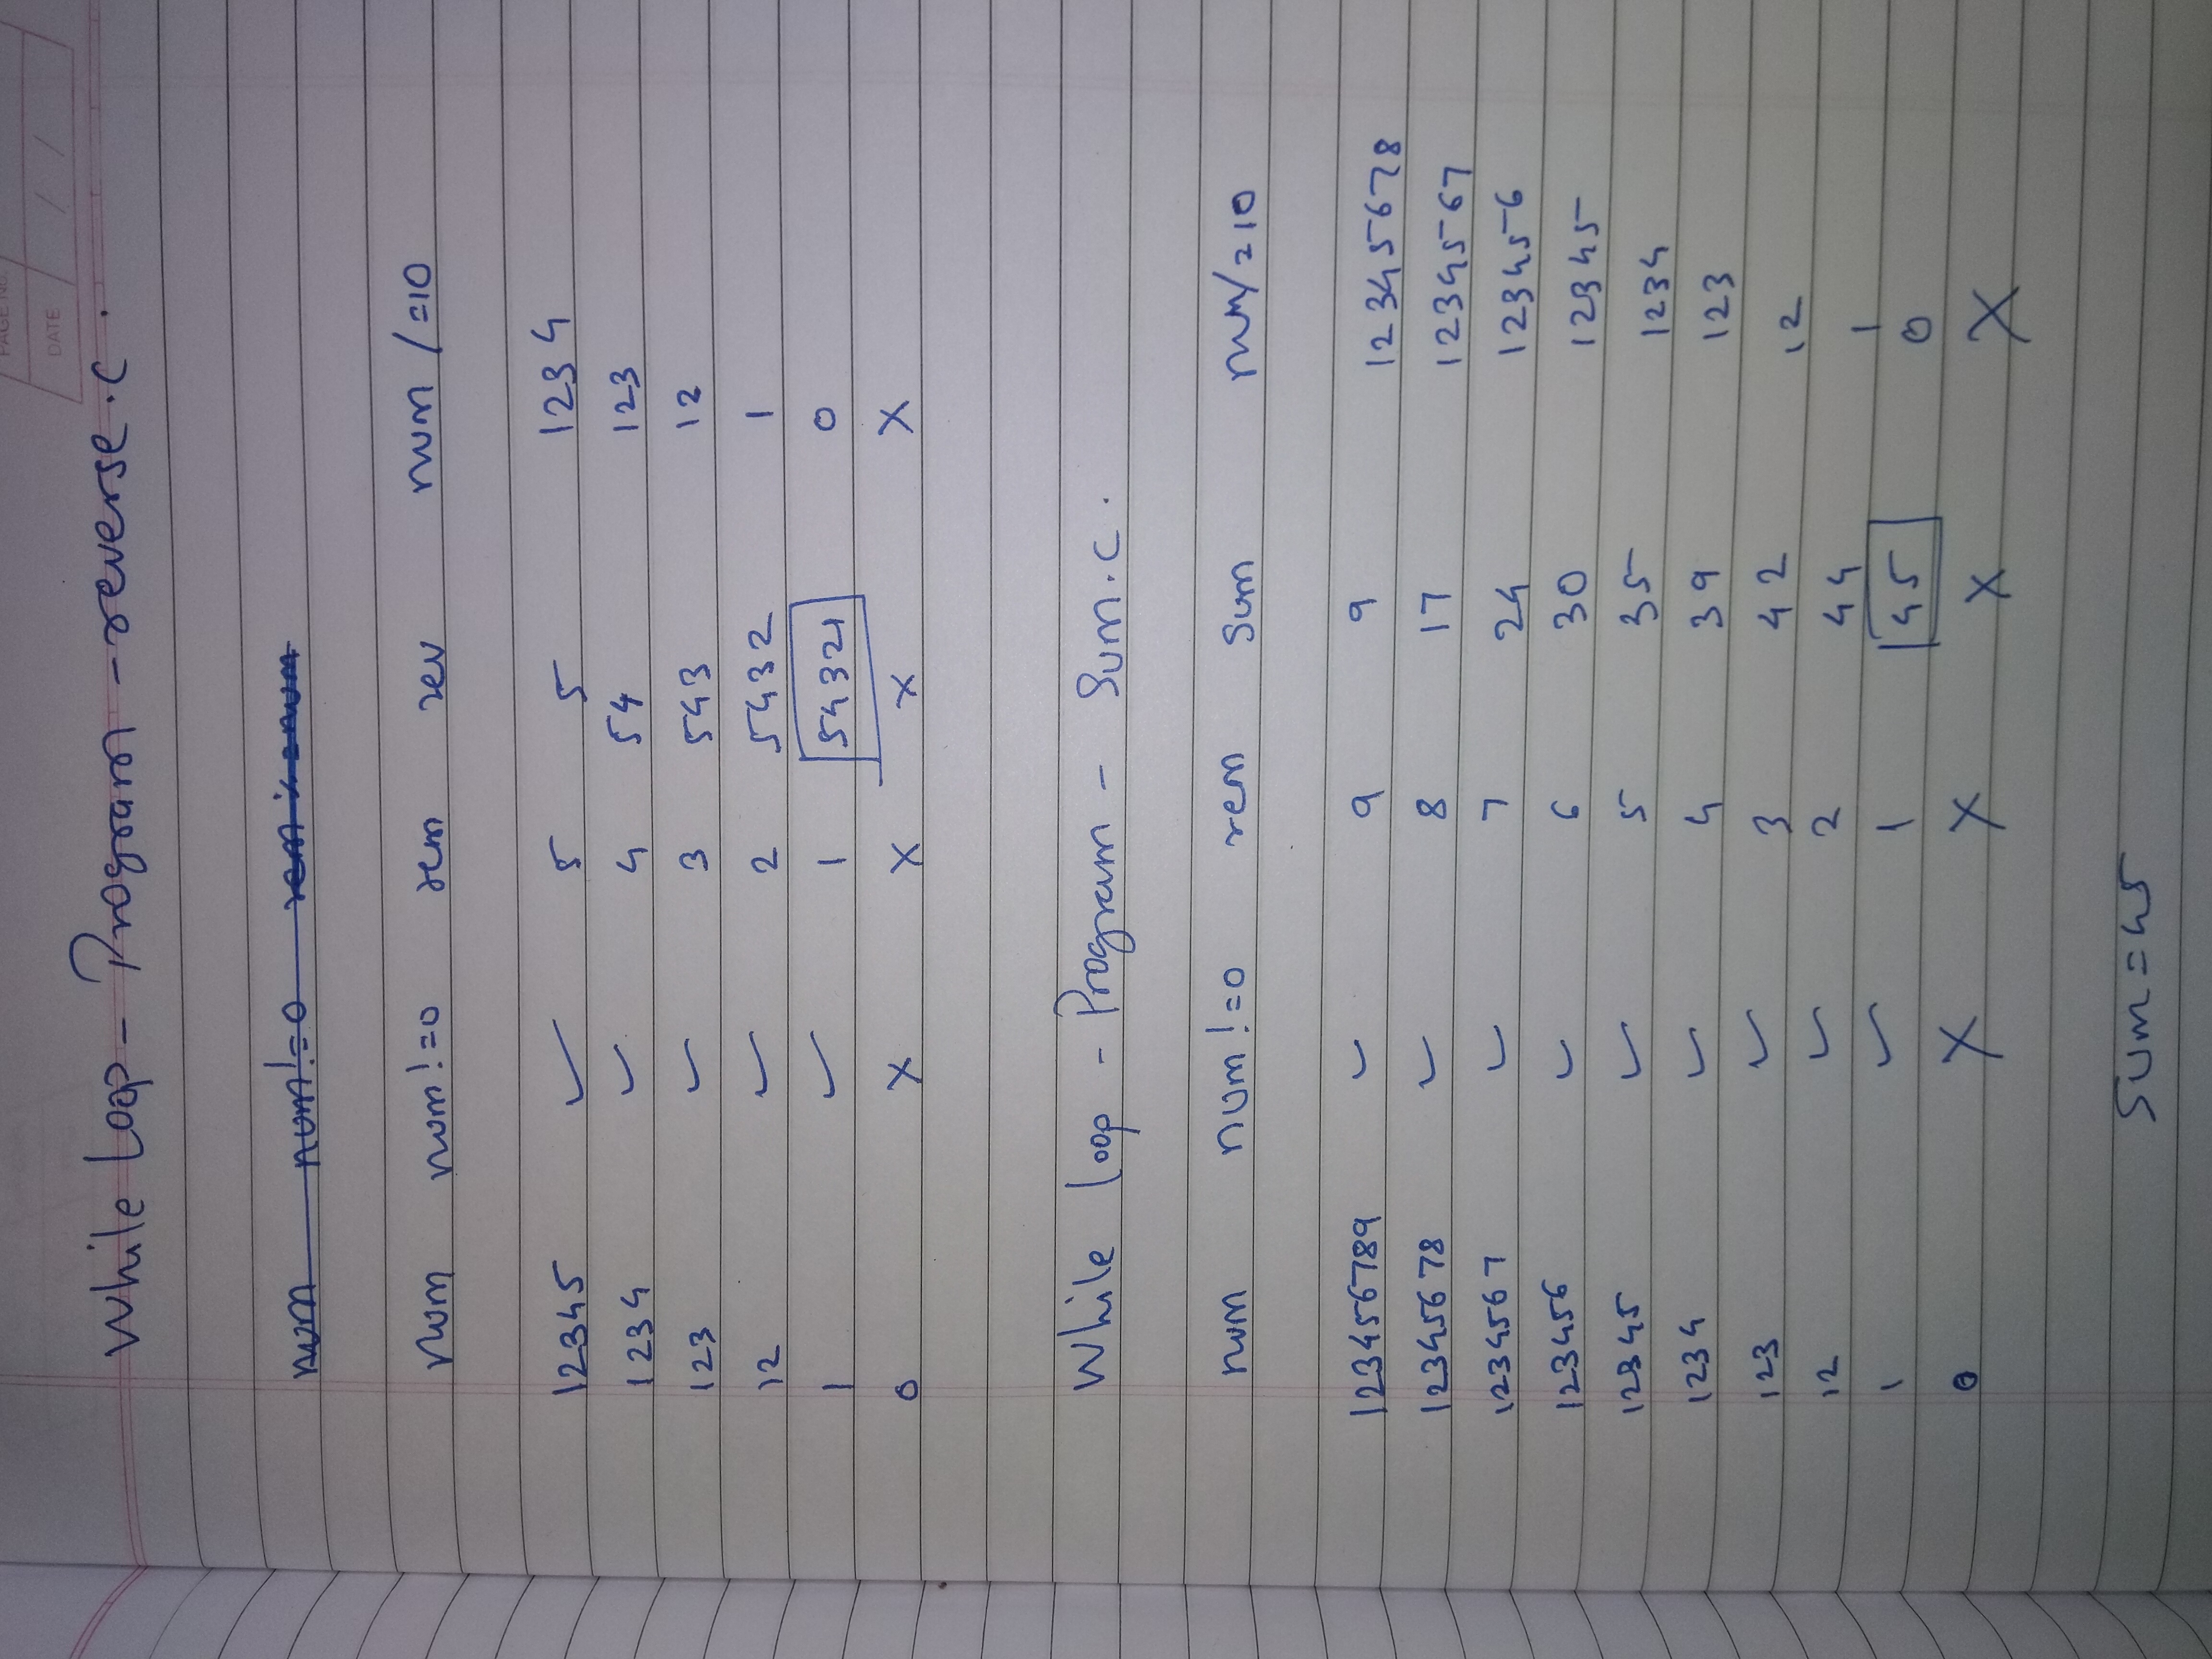 PAGE NO.
DATE / /
While Loop - Program - reverse.c.
num num!=0 rem %=num
num num!=0 rem rev num /=10
12345 ✓ 5 5 1234
1234 ✓ 4 54 123
123 ✓ 3 543 12
12 ✓ 2 5432 1
1 ✓ 1 54321 0
0 X X X X
While loop - Program - Sum.c.
num num!=0 rem sum num/=10
123456789 ✓ 9 9 12345678
12345678 ✓ 8 17 1234567
1234567 ✓ 7 24 123456
123456 ✓ 6 30 12345
12345 ✓ 5 35 1234
1234 ✓ 4 39 123
123 ✓ 3 42 12
12 ✓ 2 44 1
1 ✓ 1 45 0
0 X X X X
Sum=45